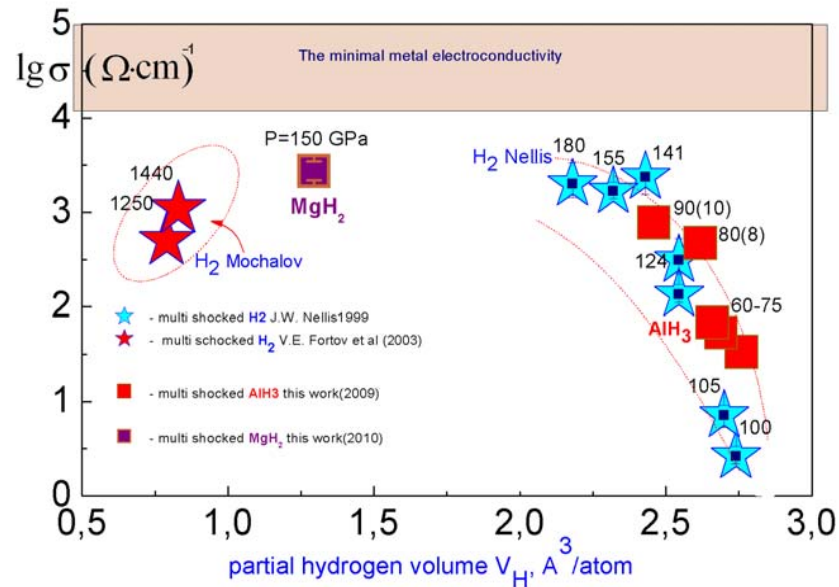 5
4
3
2
1
0
lg σ (Ω·cm)⁻¹
The minimal metal electroconductivity
P=150 GPa
MgH₂
1440
1250
H₂ Mochalov
H₂ Nellis
180
155
141
90(10)
80(8)
124
60-75
AlH₃
105
100
- multi shocked H2 J.W. Nellis1999
- multi schocked H₂ V.E. Fortov et al (2003)
- multi shocked AlH3 this work(2009)
- multi shocked MgH₂ this work(2010)
0,5
1,0
1,5
2,0
2,5
3,0
partial hydrogen volume V_H, A³/atom